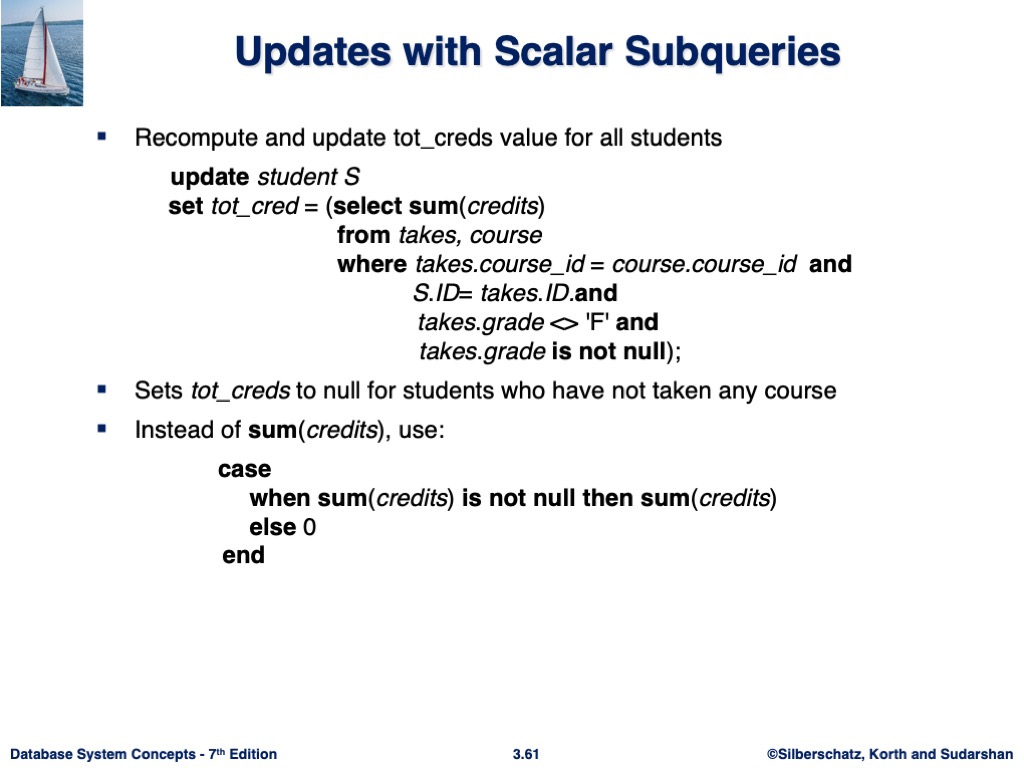 Updates with Scalar Subqueries
▪ Recompute and update tot_creds value for all students
update student S
set tot_cred = (select sum(credits)
from takes, course
where takes.course_id = course.course_id and
S.ID= takes.ID.and
takes.grade <> 'F' and
takes.grade is not null);
▪ Sets tot_creds to null for students who have not taken any course
▪ Instead of sum(credits), use:
case
when sum(credits) is not null then sum(credits)
else 0
end
Database System Concepts - 7th Edition 3.61 ©Silberschatz, Korth and Sudarshan